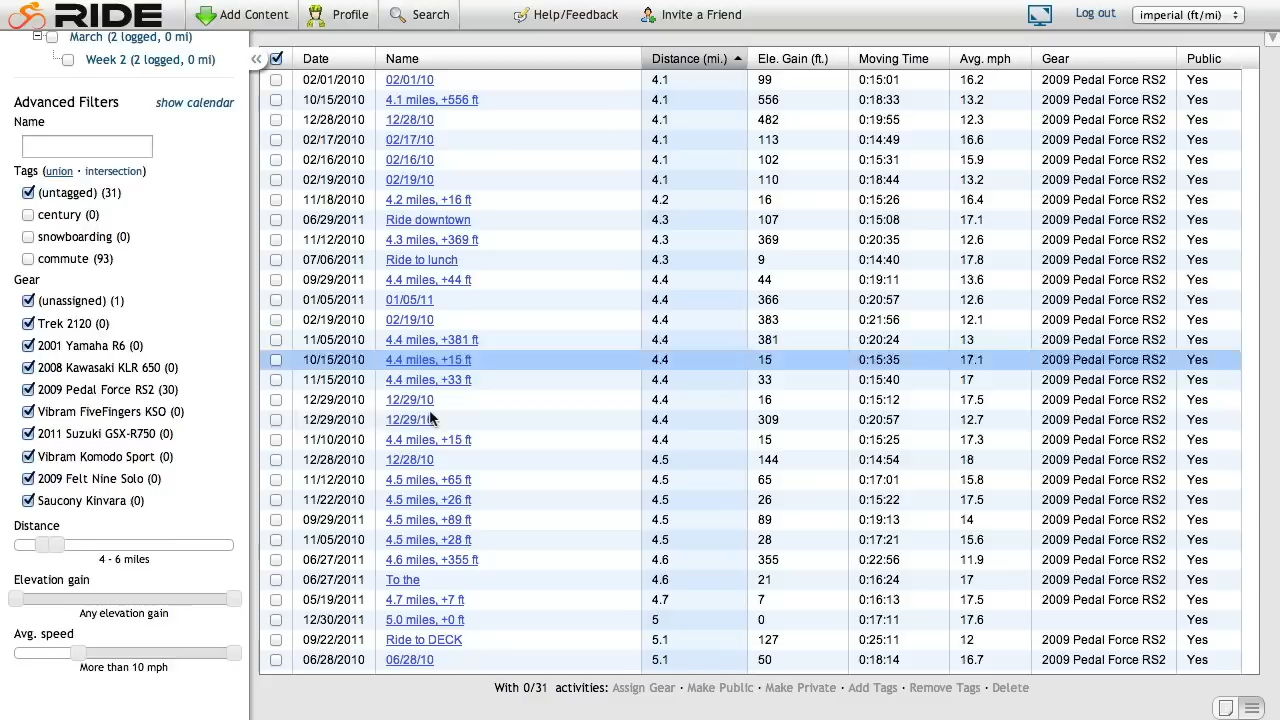 RIDE Add Content Profile Search Help/Feedback Invite a Friend Log out imperial (ft/mi)
March (2 logged, 0 mi)
Week 2 (2 logged, 0 mi)
Advanced Filters show calendar
Name
Tags (union · intersection)
(untagged) (31)
century (0)
snowboarding (0)
commute (93)
Gear
(unassigned) (1)
Trek 2120 (0)
2001 Yamaha R6 (0)
2008 Kawasaki KLR 650 (0)
2009 Pedal Force RS2 (30)
Vibram FiveFingers KSO (0)
2011 Suzuki GSX-R750 (0)
Vibram Komodo Sport (0)
2009 Felt Nine Solo (0)
Saucony Kinvara (0)
Distance
4 - 6 miles
Elevation gain
Any elevation gain
Avg. speed
More than 10 mph
Date Name Distance (mi.) Ele. Gain (ft.) Moving Time Avg. mph Gear Public
02/01/2010 02/01/10 4.1 99 0:15:01 16.2 2009 Pedal Force RS2 Yes
10/15/2010 4.1 miles, +556 ft 4.1 556 0:18:33 13.2 2009 Pedal Force RS2 Yes
12/28/2010 12/28/10 4.1 482 0:19:55 12.3 2009 Pedal Force RS2 Yes
02/17/2010 02/17/10 4.1 113 0:14:49 16.6 2009 Pedal Force RS2 Yes
02/16/2010 02/16/10 4.1 102 0:15:31 15.9 2009 Pedal Force RS2 Yes
02/19/2010 02/19/10 4.1 110 0:18:44 13.2 2009 Pedal Force RS2 Yes
11/18/2010 4.2 miles, +16 ft 4.2 16 0:15:26 16.4 2009 Pedal Force RS2 Yes
06/29/2011 Ride downtown 4.3 107 0:15:08 17.1 2009 Pedal Force RS2 Yes
11/12/2010 4.3 miles, +369 ft 4.3 369 0:20:35 12.6 2009 Pedal Force RS2 Yes
07/06/2011 Ride to lunch 4.3 9 0:14:40 17.8 2009 Pedal Force RS2 Yes
09/29/2011 4.4 miles, +44 ft 4.4 44 0:19:11 13.6 2009 Pedal Force RS2 Yes
01/05/2011 01/05/11 4.4 366 0:20:57 12.6 2009 Pedal Force RS2 Yes
02/19/2010 02/19/10 4.4 383 0:21:56 12.1 2009 Pedal Force RS2 Yes
11/05/2010 4.4 miles, +381 ft 4.4 381 0:20:24 13 2009 Pedal Force RS2 Yes
10/15/2010 4.4 miles, +15 ft 4.4 15 0:15:35 17.1 2009 Pedal Force RS2 Yes
11/15/2010 4.4 miles, +33 ft 4.4 33 0:15:40 17 2009 Pedal Force RS2 Yes
12/29/2010 12/29/10 4.4 16 0:15:35 17.5 2009 Pedal Force RS2 Yes
12/29/2010 12/29/10 4.4 309 0:20:57 12.7 2009 Pedal Force RS2 Yes
11/10/2010 4.4 miles, +15 ft 4.4 15 0:15:25 17.3 2009 Pedal Force RS2 Yes
12/28/2010 12/28/10 4.5 144 0:14:54 18 2009 Pedal Force RS2 Yes
11/12/2010 4.5 miles, +65 ft 4.5 65 0:17:01 15.8 2009 Pedal Force RS2 Yes
11/22/2010 4.5 miles, +26 ft 4.5 26 0:15:22 17.5 2009 Pedal Force RS2 Yes
09/29/2011 4.5 miles, +89 ft 4.5 89 0:19:13 14 2009 Pedal Force RS2 Yes
11/05/2010 4.5 miles, +28 ft 4.5 28 0:17:21 15.6 2009 Pedal Force RS2 Yes
06/27/2011 4.6 miles, +355 ft 4.6 355 0:22:56 11.9 2009 Pedal Force RS2 Yes
06/27/2011 To the 4.6 21 0:16:24 17 2009 Pedal Force RS2 Yes
05/19/2011 4.7 miles, +7 ft 4.7 7 0:16:13 17.5 2009 Pedal Force RS2 Yes
12/30/2011 5.0 miles, +0 ft 5 0 0:17:11 17.6 Yes
09/22/2011 Ride to DECK 5.1 127 0:25:11 12 2009 Pedal Force RS2 Yes
06/28/2010 06/28/10 5.1 50 0:18:14 16.7 2009 Pedal Force RS2 Yes
With 0/31 activities: Assign Gear · Make Public · Make Private · Add Tags · Remove Tags · Delete